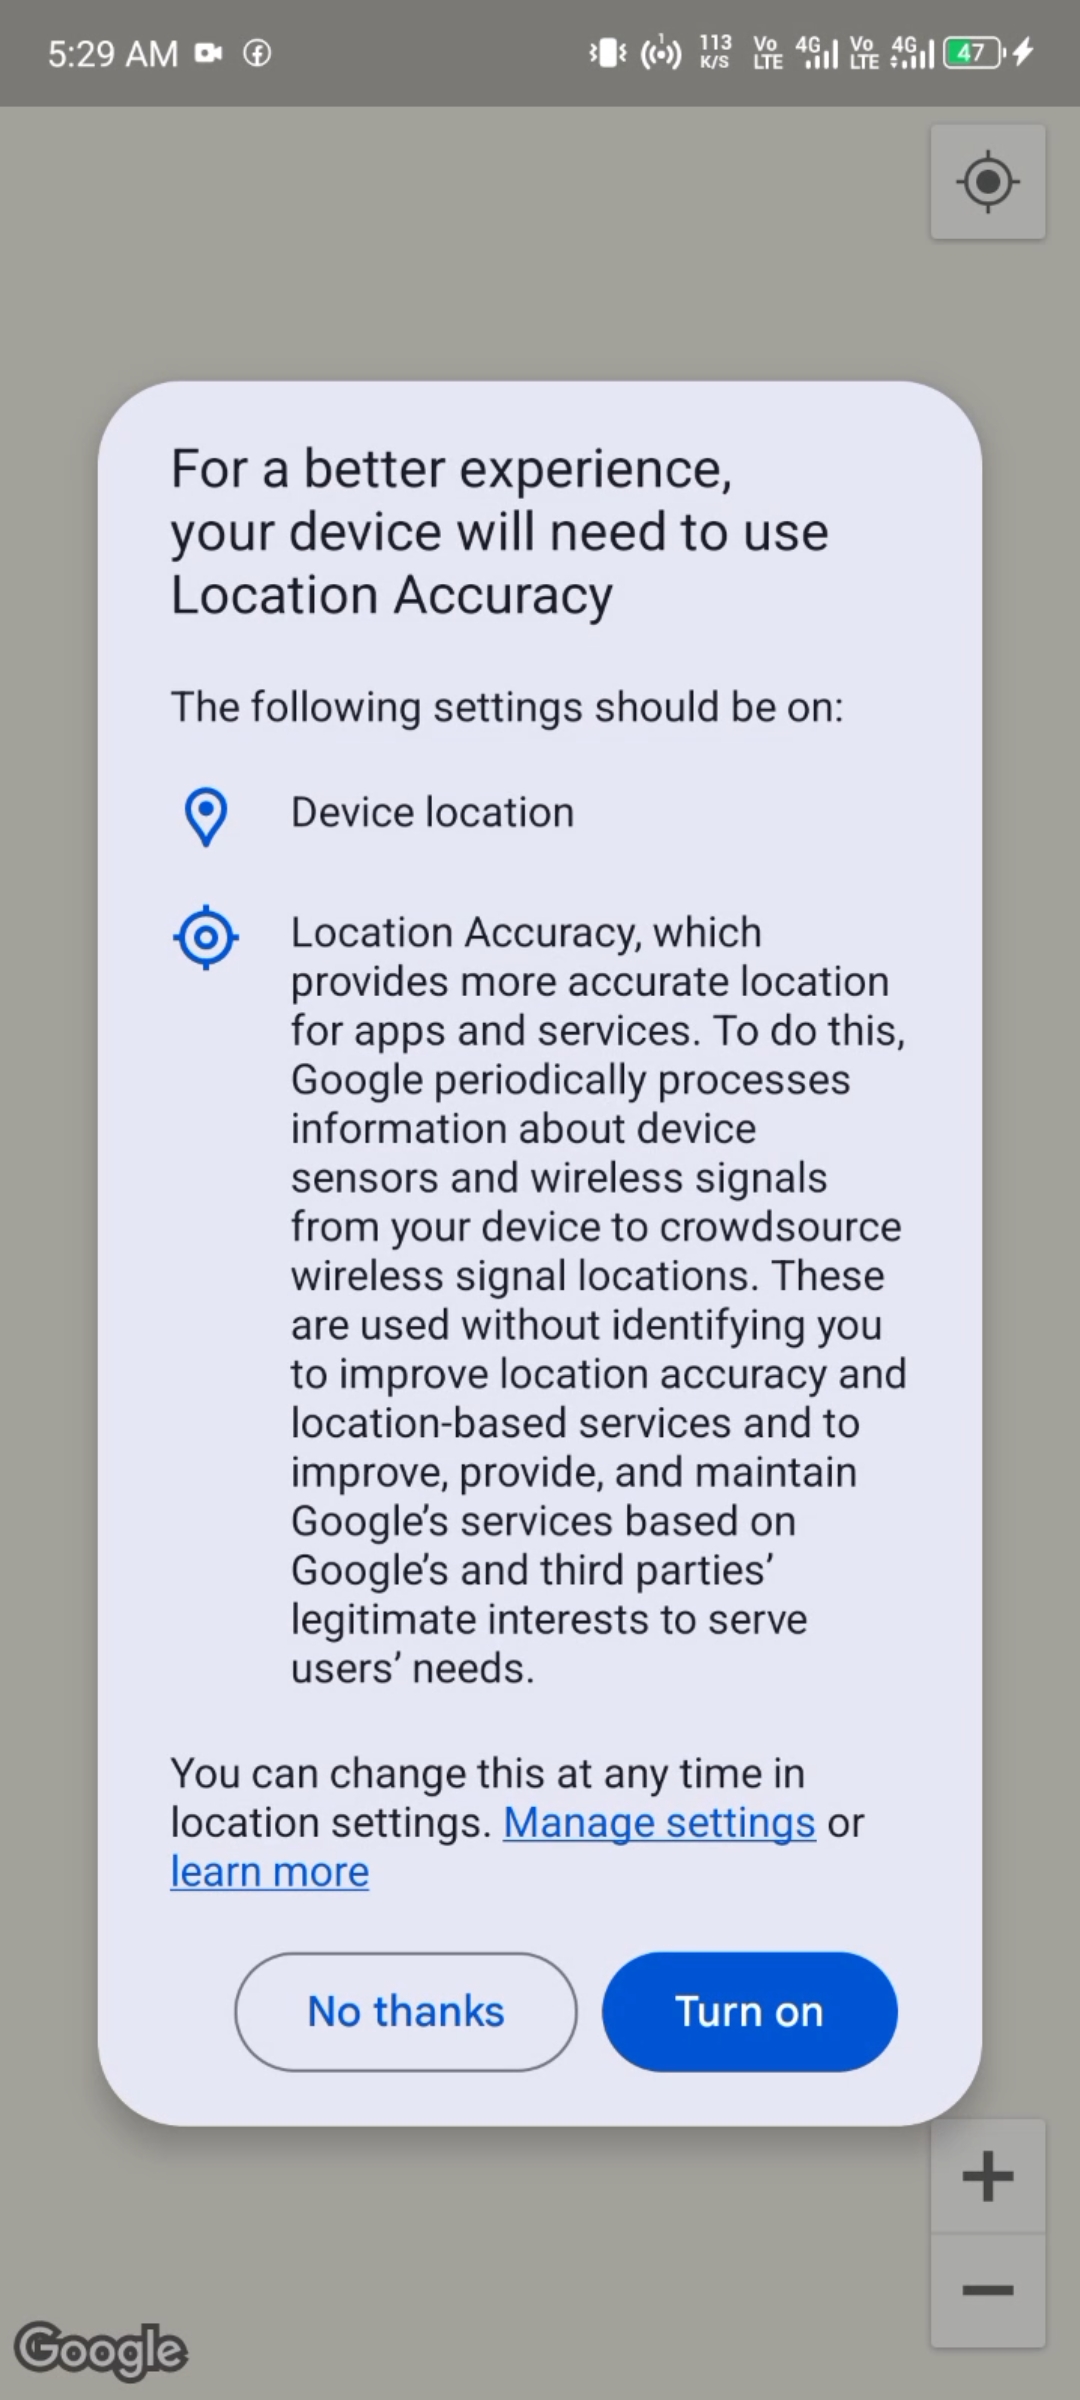 5:29 AM
113
K/S
Vo
LTE
4G
Vo
LTE
4G
47
For a better experience,
your device will need to use
Location Accuracy
The following settings should be on:
Device location
Location Accuracy, which
provides more accurate location
for apps and services. To do this,
Google periodically processes
information about device
sensors and wireless signals
from your device to crowdsource
wireless signal locations. These
are used without identifying you
to improve location accuracy and
location-based services and to
improve, provide, and maintain
Google’s services based on
Google’s and third parties’
legitimate interests to serve
users’ needs.
You can change this at any time in
location settings. Manage settings or
learn more
No thanks
Turn on
Google